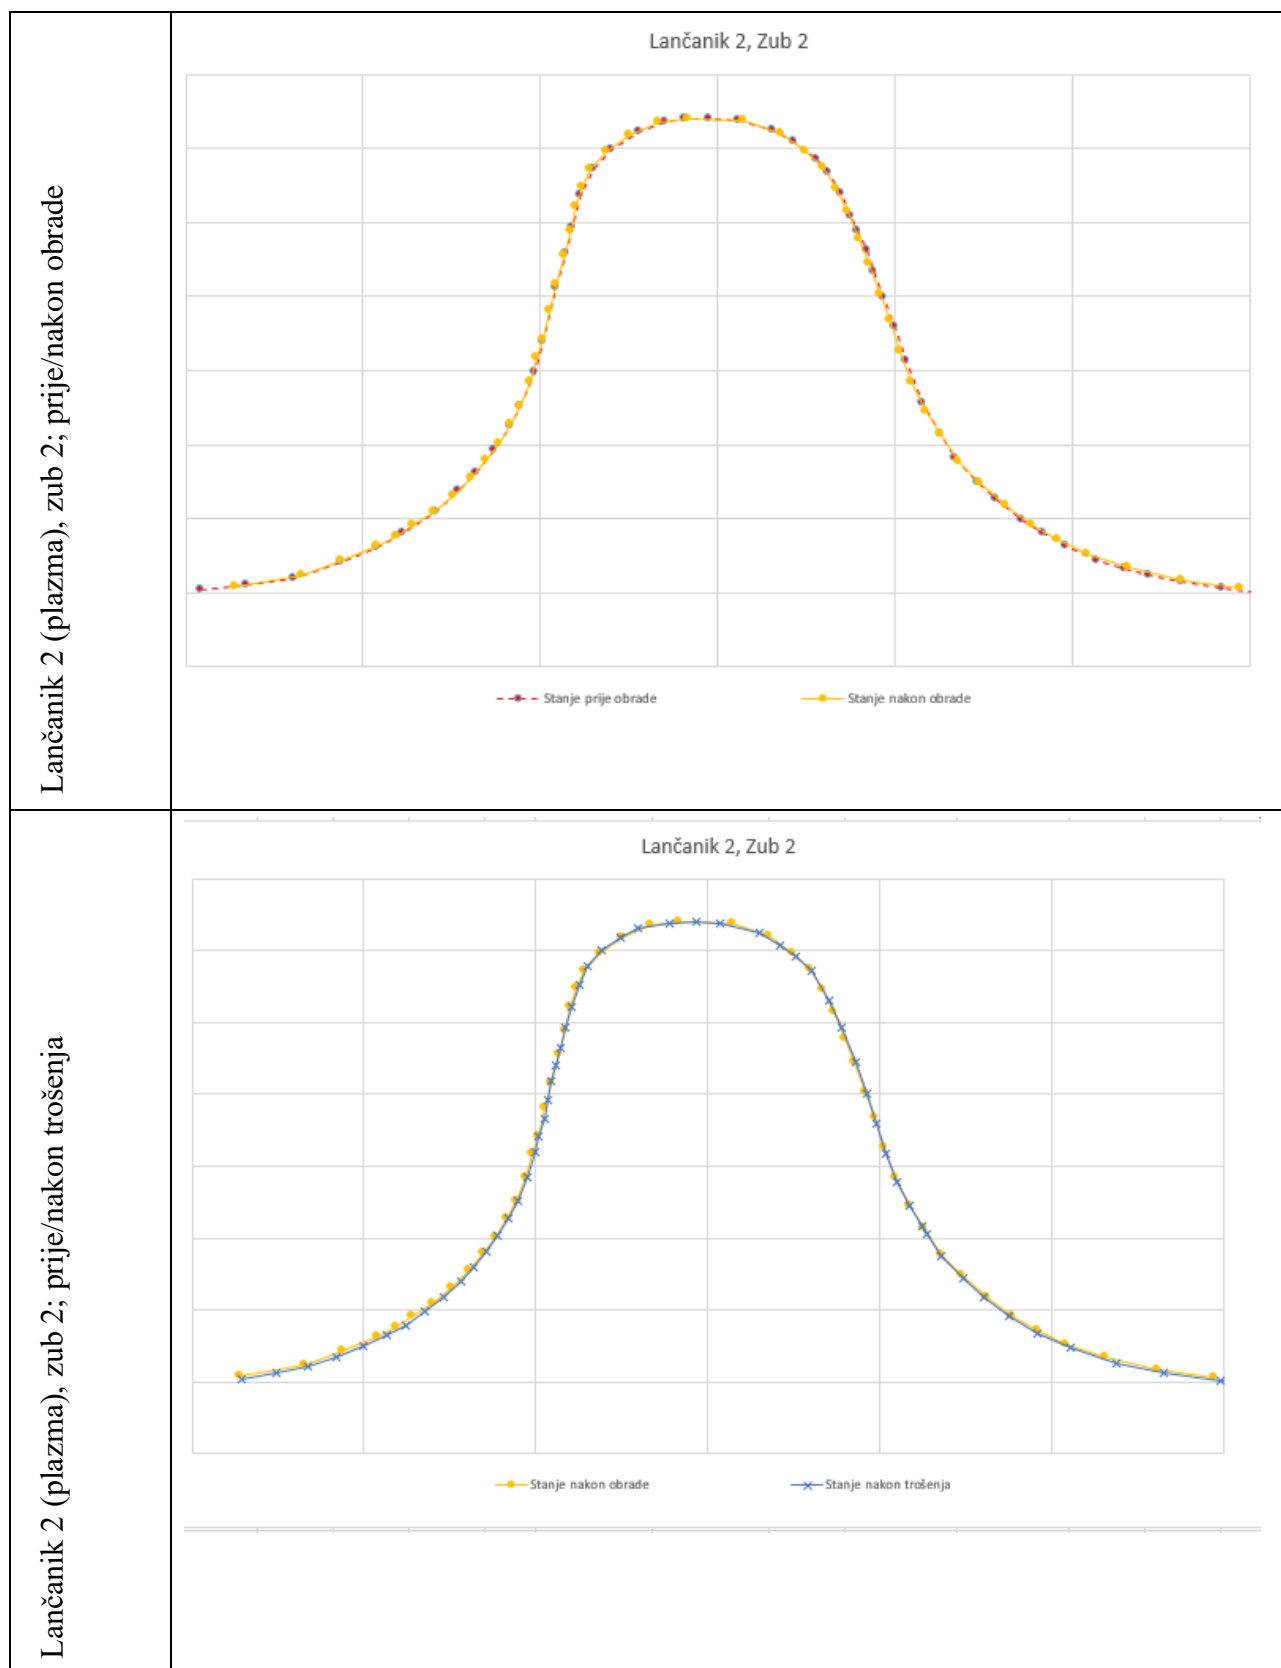 Lančanik 2 (plazma), zub 2; prije/nakon obrade
Lančanik 2, Zub 2
Stanje prije obrade
Stanje nakon obrade
Lančanik 2 (plazma), zub 2; prije/nakon trošenja
Lančanik 2, Zub 2
Stanje nakon obrade
Stanje nakon trošenja